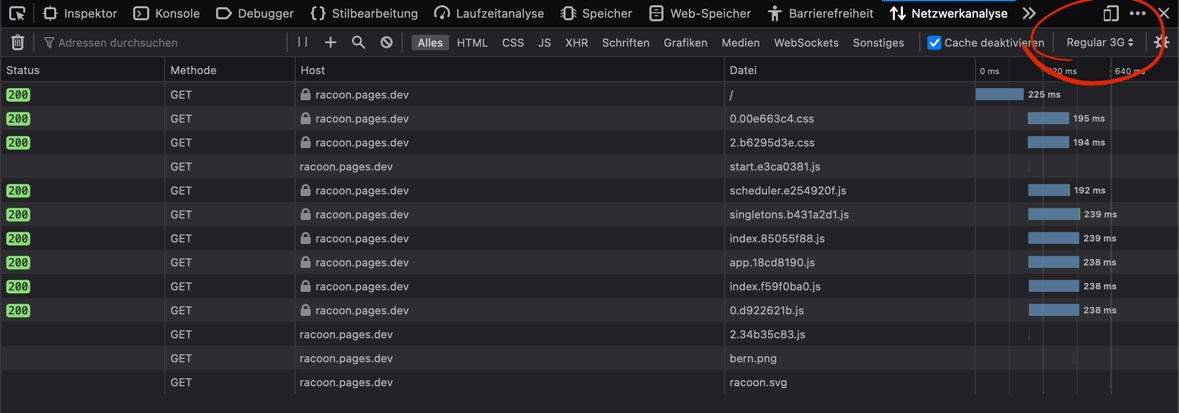 Inspektor Konsole Debugger Stilbearbeitung Laufzeitanalyse Speicher Web-Speicher Barrierefreiheit Netzwerkanalyse
Adressen durchsuchen Alles HTML CSS JS XHR Schriften Grafiken Medien WebSockets Sonstiges Cache deaktivieren Regular 3G
Status Methode Host Datei 0 ms 320 ms 640 ms
200 GET racoon.pages.dev / 225 ms
200 GET racoon.pages.dev 0.00e663c4.css 195 ms
200 GET racoon.pages.dev 2.b6295d3e.css 194 ms
GET racoon.pages.dev start.e3ca0381.js
200 GET racoon.pages.dev scheduler.e254920f.js 192 ms
200 GET racoon.pages.dev singletons.b431a2d1.js 239 ms
200 GET racoon.pages.dev index.85055f88.js 239 ms
200 GET racoon.pages.dev app.18cd8190.js 238 ms
200 GET racoon.pages.dev index.f59f0ba0.js 238 ms
200 GET racoon.pages.dev 0.d922621b.js 238 ms
GET racoon.pages.dev 2.34b35c83.js
GET racoon.pages.dev bern.png
GET racoon.pages.dev racoon.svg